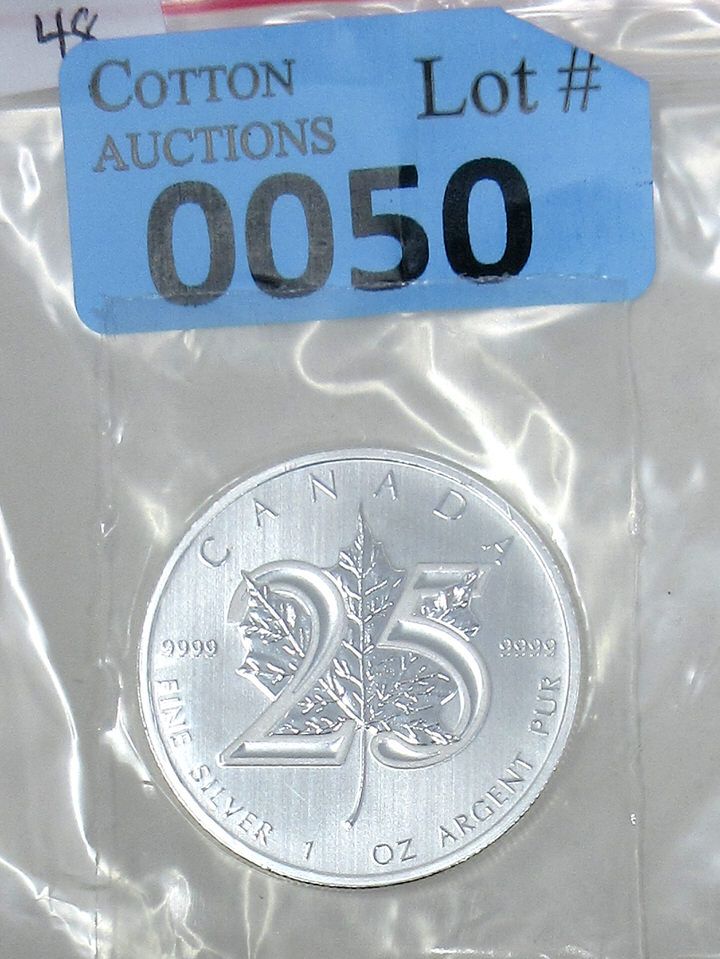 48
COTTON
AUCTIONS
Lot #
0050
CANADA
25
9999
9999
FINE SILVER 1 OZ ARGENT PUR